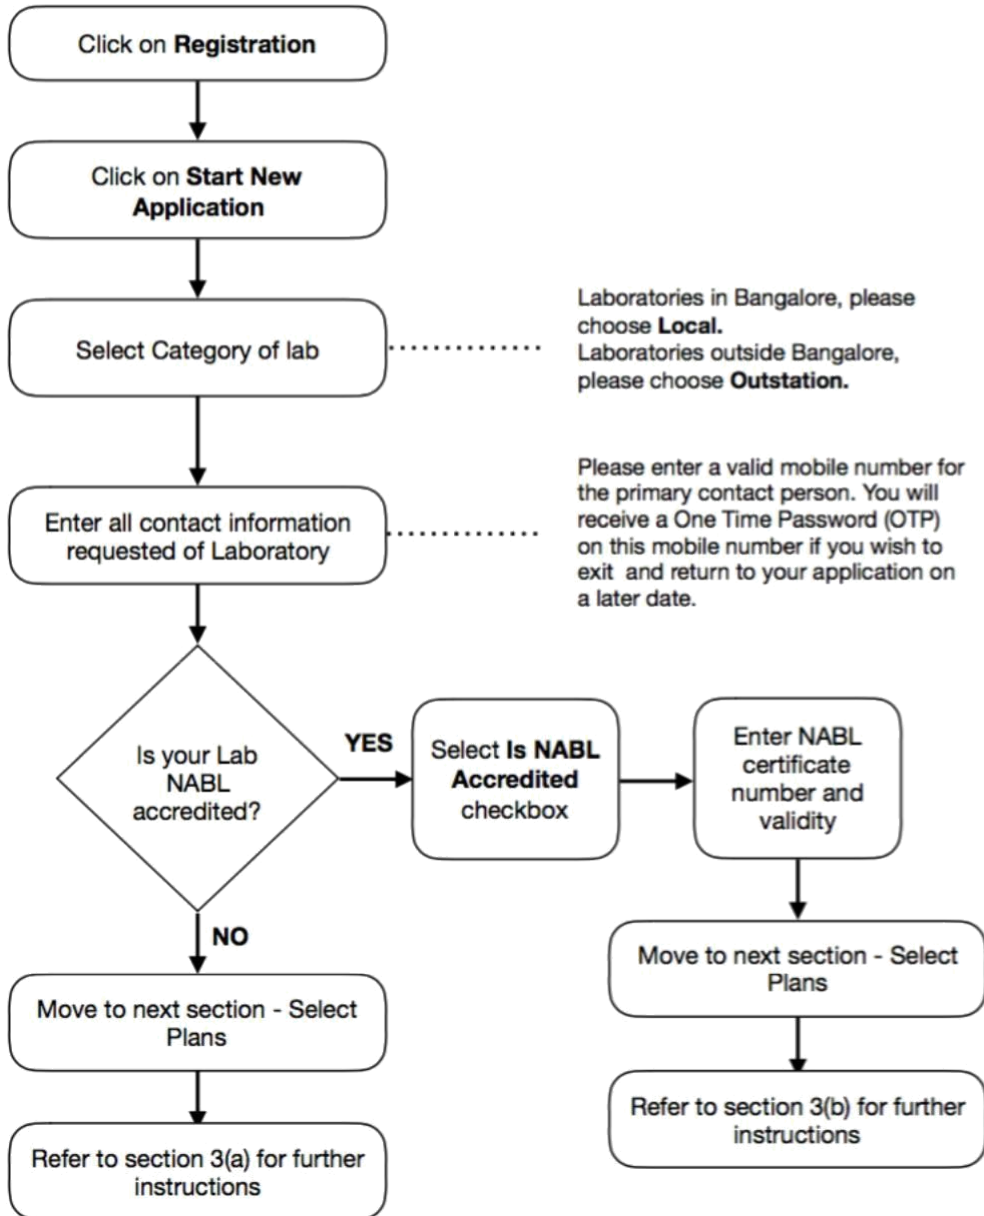 Click on Registration
Click on Start New
Application
Select Category of lab
Laboratories in Bangalore, please
choose Local.
Laboratories outside Bangalore,
please choose Outstation.
Enter all contact information
requested of Laboratory
Please enter a valid mobile number for
the primary contact person. You will
receive a One Time Password (OTP)
on this mobile number if you wish to
exit and return to your application on
a later date.
Is your Lab
NABL
accredited?
YES
Select Is NABL
Accredited
checkbox
Enter NABL
certificate
number and
validity
NO
Move to next section - Select
Plans
Refer to section 3(a) for further
instructions
Move to next section - Select
Plans
Refer to section 3(b) for further
instructions